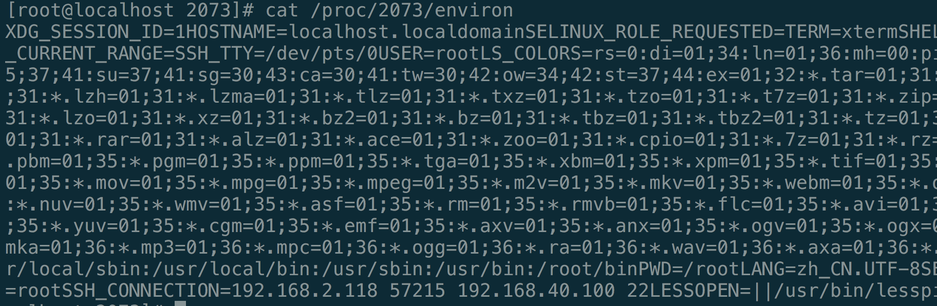 [root@localhost 2073]# cat /proc/2073/environ
XDG_SESSION_ID=1HOSTNAME=localhost.localdomainSELINUX_ROLE_REQUESTED=TERM=xtermSHEL
_CURRENT_RANGE=SSH_TTY=/dev/pts/0USER=rootLS_COLORS=rs=0:di=01;34:ln=01;36:mh=00:pi
5;37;41:su=37;41:sg=30;43:ca=30;41:tw=30;42:ow=34;42:st=37;44:ex=01;32:*.tar=01;31:
;31:*.lzh=01;31:*.lzma=01;31:*.tlz=01;31:*.txz=01;31:*.tzo=01;31:*.t7z=01;31:*.zip=
31:*.lzo=01;31:*.xz=01;31:*.bz2=01;31:*.bz=01;31:*.tbz=01;31:*.tbz2=01;31:*.tz=01;3
01;31:*.rar=01;31:*.alz=01;31:*.ace=01;31:*.zoo=01;31:*.cpio=01;31:*.7z=01;31:*.rz=
.pbm=01;35:*.pgm=01;35:*.ppm=01;35:*.tga=01;35:*.xbm=01;35:*.xpm=01;35:*.tif=01;35:
01;35:*.mov=01;35:*.mpg=01;35:*.mpeg=01;35:*.m2v=01;35:*.mkv=01;35:*.webm=01;35:*.o
:*.nuv=01;35:*.wmv=01;35:*.asf=01;35:*.rm=01;35:*.rmvb=01;35:*.flc=01;35:*.avi=01;3
;35:*.yuv=01;35:*.cgm=01;35:*.emf=01;35:*.axv=01;35:*.anx=01;35:*.ogv=01;35:*.ogx=0
mka=01;36:*.mp3=01;36:*.mpc=01;36:*.ogg=01;36:*.ra=01;36:*.wav=01;36:*.axa=01;36:*.
r/local/sbin:/usr/local/bin:/usr/sbin:/usr/bin:/root/binPWD=/rootLANG=zh_CN.UTF-8SE
=rootSSH_CONNECTION=192.168.2.118 57215 192.168.40.100 22LESSOPEN=||/usr/bin/lesspi